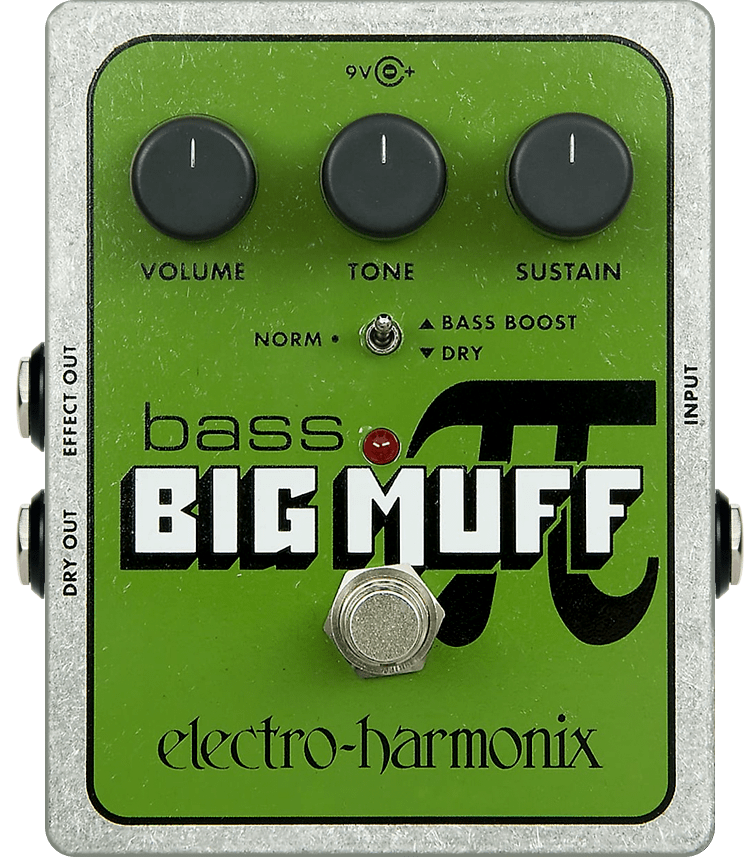 9V +
VOLUME TONE SUSTAIN
NORM • ▲ BASS BOOST
▼ DRY
EFFECT OUT
DRY OUT
INPUT
bass
BIG MUFF
π
electro-harmonix